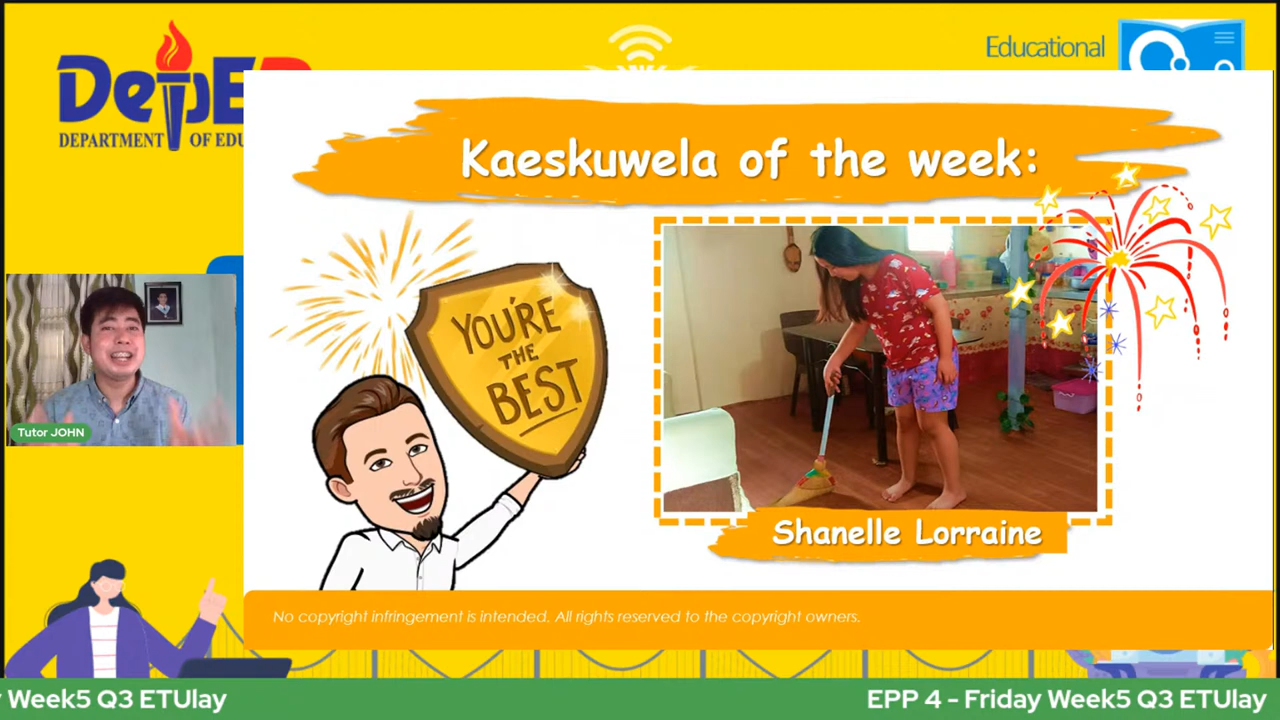 DepED
DEPARTMENT OF EDU
Educational
Kaeskuwela of the week:
YOU'RE
THE
BEST
Tutor JOHN
Shanelle Lorraine
No copyright infringement is intended. All rights reserved to the copyright owners.
Week5 Q3 ETUlay
EPP 4 - Friday Week5 Q3 ETUlay